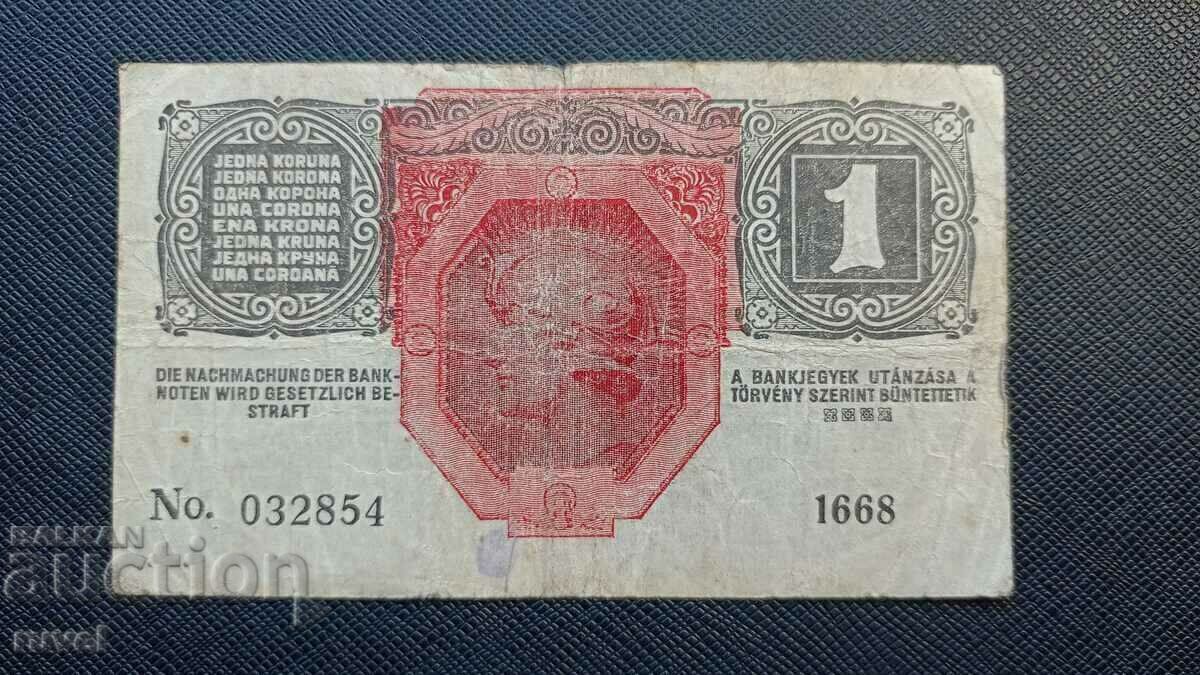 JEDNA KORUNA
JEDNA KORONA
ОДНА КОРОНА
UNA CORONA
ENA KRONA
JEDNA KRUNA
ЈЕДНА КРУНА
UNA COROANĂ
1
DIE NACHMACHUNG DER BANK-
NOTEN WIRD GESETZLICH BE-
STRAFT
A BANKJEGYEK UTÁNZÁSA A
TÖRVÉNY SZERINT BÜNTETTETIK
No. 032854
1668
BALKAN
auction
nuvel